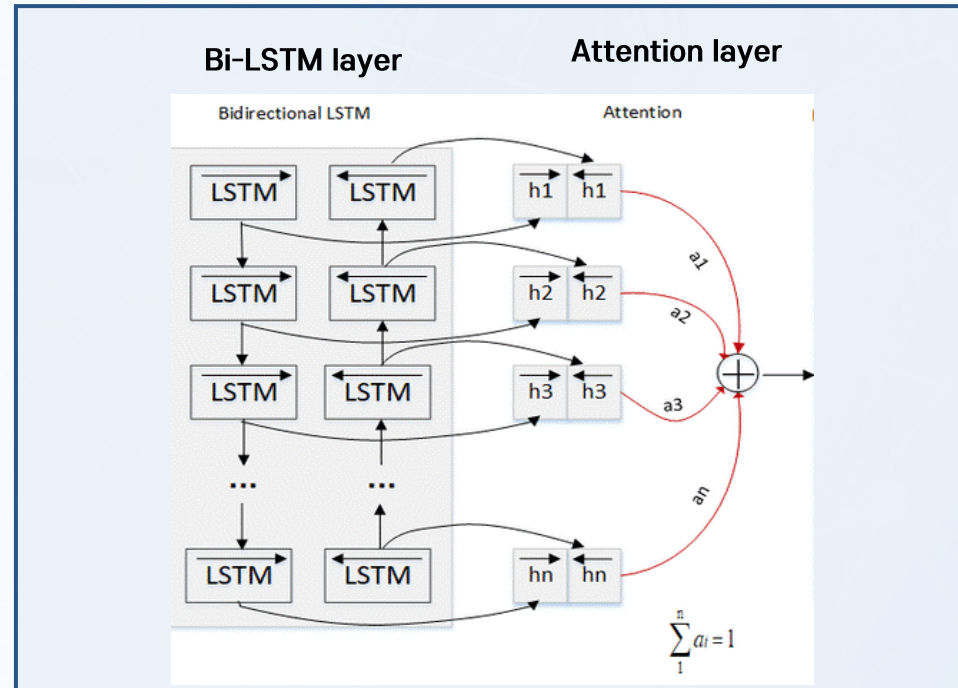 Bi-LSTM layer
Attention layer
Bidirectional LSTM
Attention
LSTM LSTM h1 h1
a1
LSTM LSTM h2 h2
a2
LSTM LSTM h3 h3
a3
... ...
an
LSTM LSTM hn hn
n
∑ai = 1
1